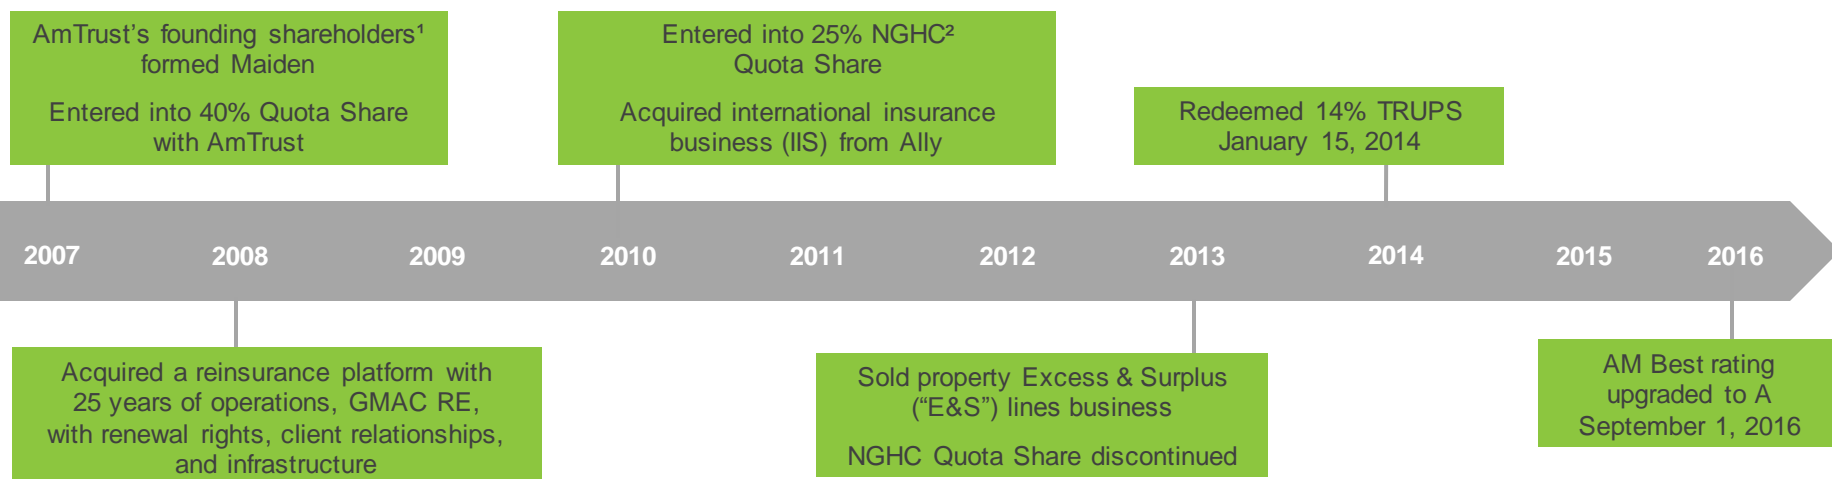 AmTrust’s founding shareholders¹
formed Maiden
Entered into 40% Quota Share
with AmTrust
Entered into 25% NGHC²
Quota Share
Acquired international insurance
business (IIS) from Ally
Redeemed 14% TRUPS
January 15, 2014
2007
2008
2009
2010
2011
2012
2013
2014
2015
2016
Acquired a reinsurance platform with
25 years of operations, GMAC RE,
with renewal rights, client relationships,
and infrastructure
Sold property Excess & Surplus
(“E&S”) lines business
NGHC Quota Share discontinued
AM Best rating
upgraded to A
September 1, 2016